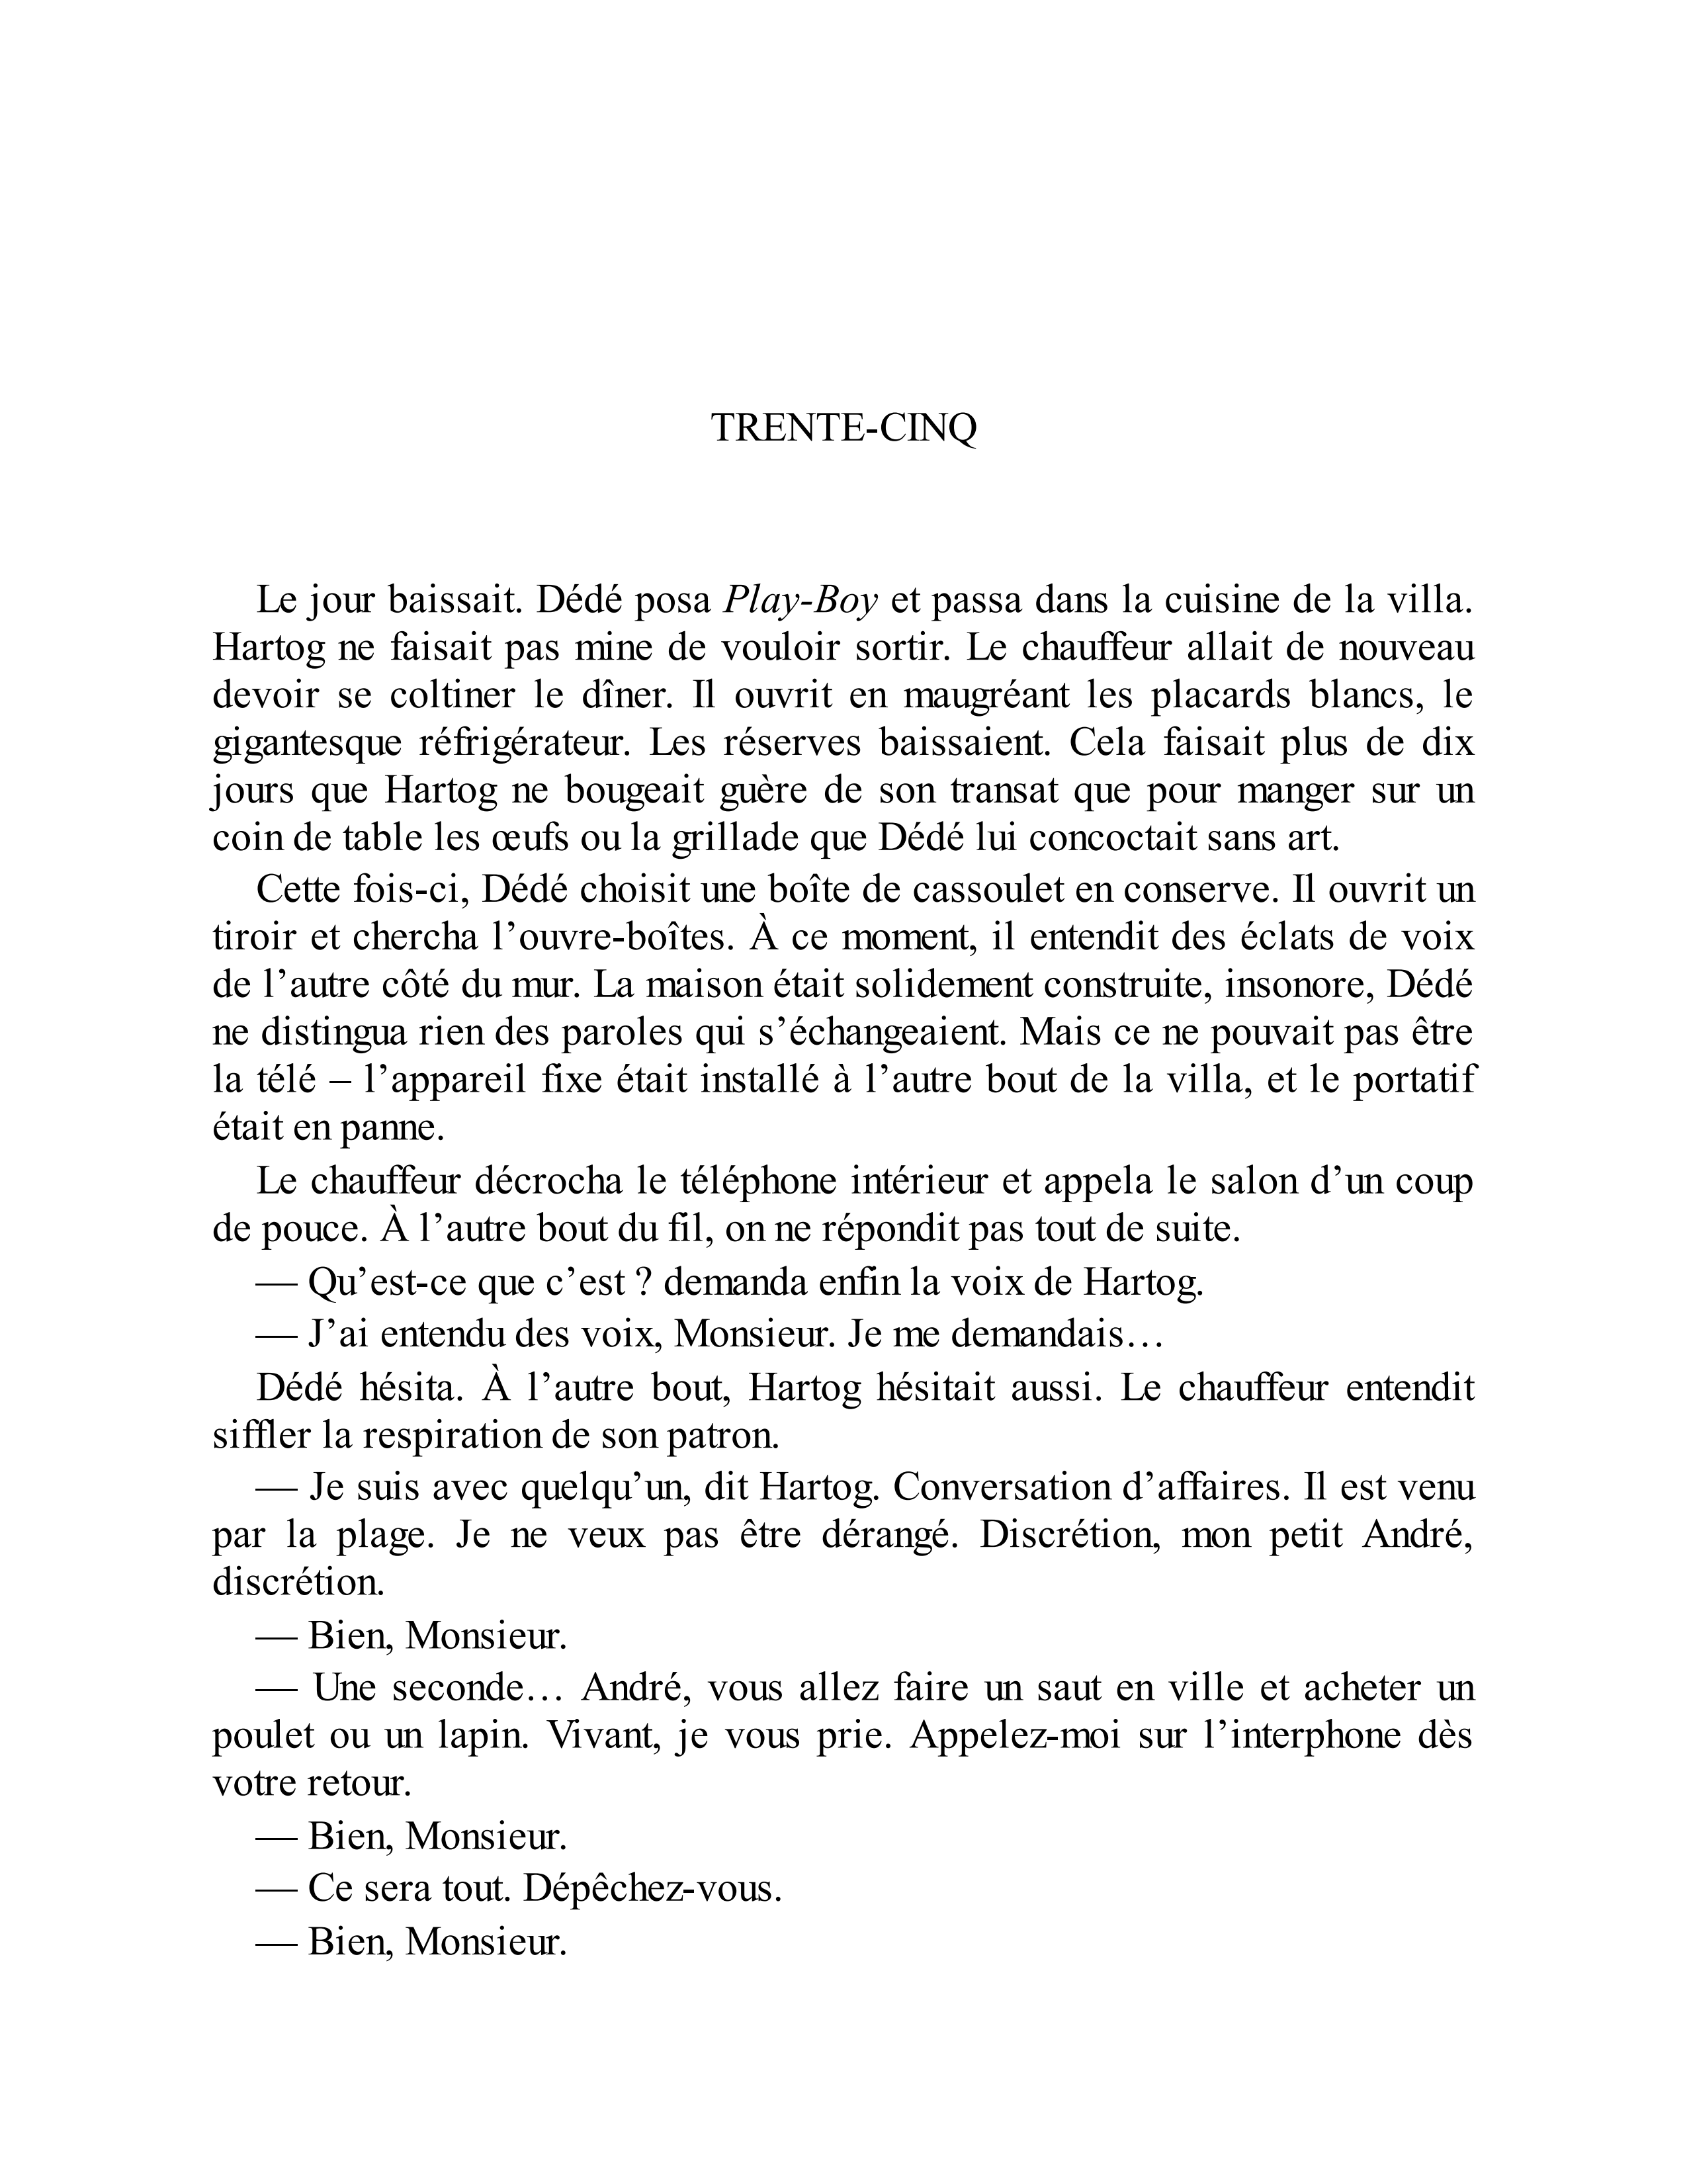 TRENTE-CINQ
Le jour baissait. Dédé posa Play-Boy et passa dans la cuisine de la villa.
Hartog ne faisait pas mine de vouloir sortir. Le chauffeur allait de nouveau
devoir se coltiner le dîner. Il ouvrit en maugréant les placards blancs, le
gigantesque réfrigérateur. Les réserves baissaient. Cela faisait plus de dix
jours que Hartog ne bougeait guère de son transat que pour manger sur un
coin de table les œufs ou la grillade que Dédé lui concoctait sans art.
Cette fois-ci, Dédé choisit une boîte de cassoulet en conserve. Il ouvrit un
tiroir et chercha l’ouvre-boîtes. À ce moment, il entendit des éclats de voix
de l’autre côté du mur. La maison était solidement construite, insonore, Dédé
ne distingua rien des paroles qui s’échangeaient. Mais ce ne pouvait pas être
la télé – l’appareil fixe était installé à l’autre bout de la villa, et le portatif
était en panne.
Le chauffeur décrocha le téléphone intérieur et appela le salon d’un coup
de pouce. À l’autre bout du fil, on ne répondit pas tout de suite.
— Qu’est-ce que c’est ? demanda enfin la voix de Hartog.
— J’ai entendu des voix, Monsieur. Je me demandais…
Dédé hésita. À l’autre bout, Hartog hésitait aussi. Le chauffeur entendit
siffler la respiration de son patron.
— Je suis avec quelqu’un, dit Hartog. Conversation d’affaires. Il est venu
par la plage. Je ne veux pas être dérangé. Discrétion, mon petit André,
discrétion.
— Bien, Monsieur.
— Une seconde… André, vous allez faire un saut en ville et acheter un
poulet ou un lapin. Vivant, je vous prie. Appelez-moi sur l’interphone dès
votre retour.
— Bien, Monsieur.
— Ce sera tout. Dépêchez-vous.
— Bien, Monsieur.